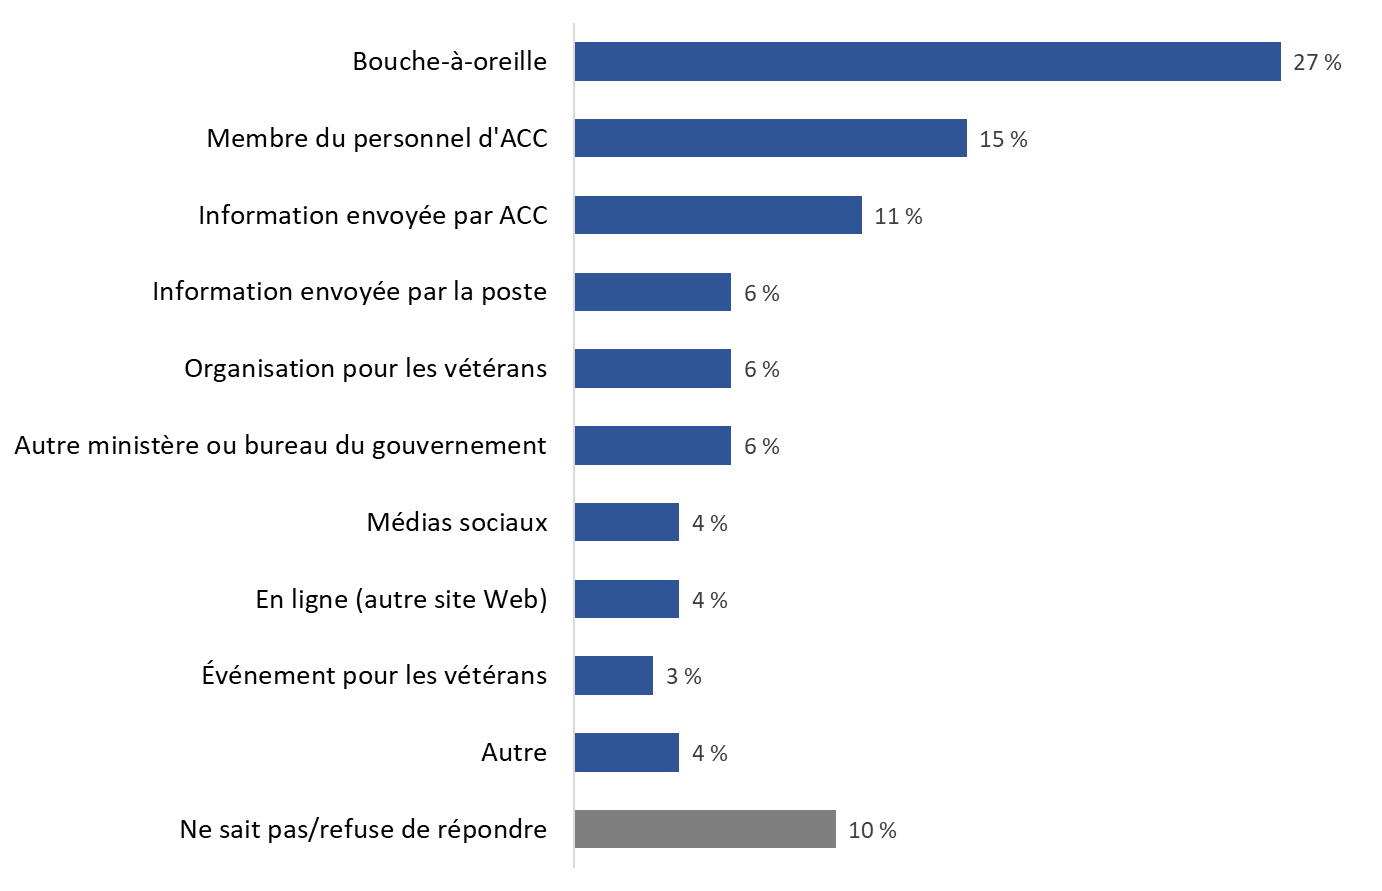 Bouche-à-oreille 27 %
Membre du personnel d'ACC 15 %
Information envoyée par ACC 11 %
Information envoyée par la poste 6 %
Organisation pour les vétérans 6 %
Autre ministère ou bureau du gouvernement 6 %
Médias sociaux 4 %
En ligne (autre site Web) 4 %
Événement pour les vétérans 3 %
Autre 4 %
Ne sait pas/refuse de répondre 10 %